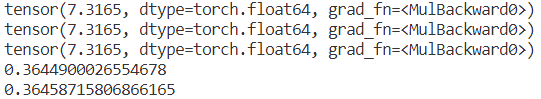 tensor(7.3165, dtype=torch.float64, grad_fn=<MulBackward0>)
tensor(7.3165, dtype=torch.float64, grad_fn=<MulBackward0>)
tensor(7.3165, dtype=torch.float64, grad_fn=<MulBackward0>)
0.3644900026554678
0.36458715806866165